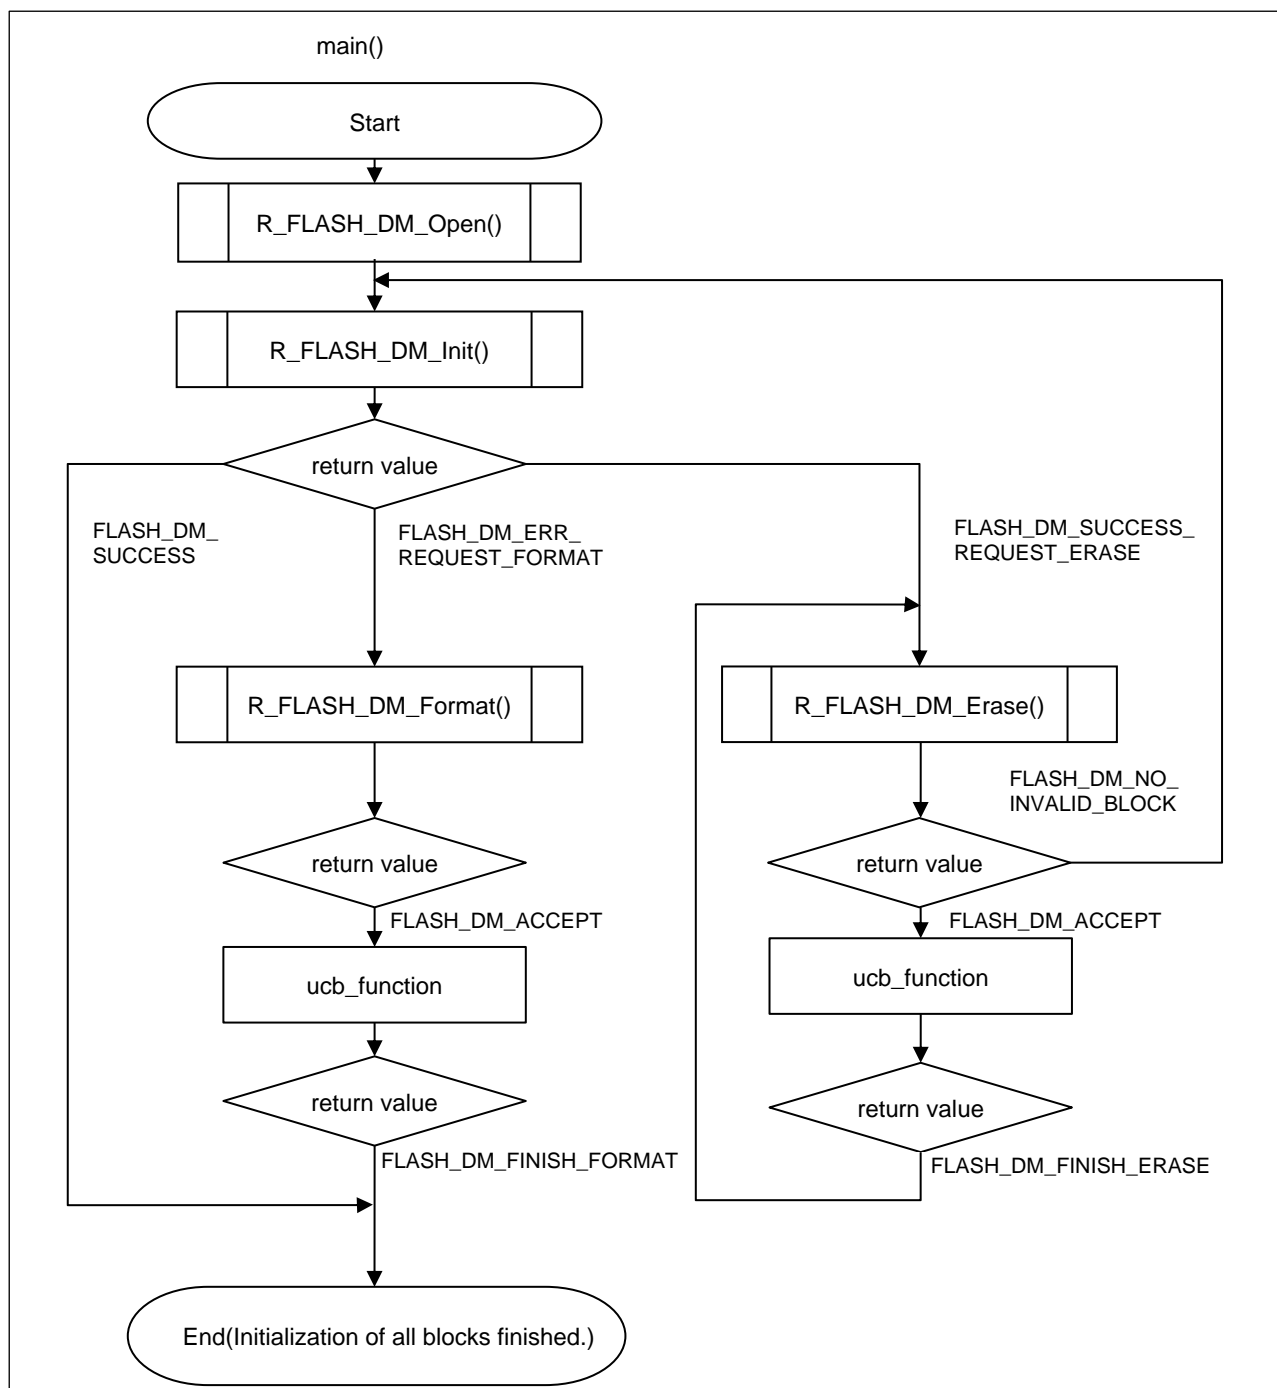 main()
Start
R_FLASH_DM_Open()
R_FLASH_DM_Init()
return value
FLASH_DM_
SUCCESS
FLASH_DM_ERR_
REQUEST_FORMAT
FLASH_DM_SUCCESS_
REQUEST_ERASE
R_FLASH_DM_Format()
R_FLASH_DM_Erase()
FLASH_DM_NO_
INVALID_BLOCK
return value
return value
FLASH_DM_ACCEPT
FLASH_DM_ACCEPT
ucb_function
ucb_function
return value
return value
FLASH_DM_FINISH_FORMAT
FLASH_DM_FINISH_ERASE
End(Initialization of all blocks finished.)